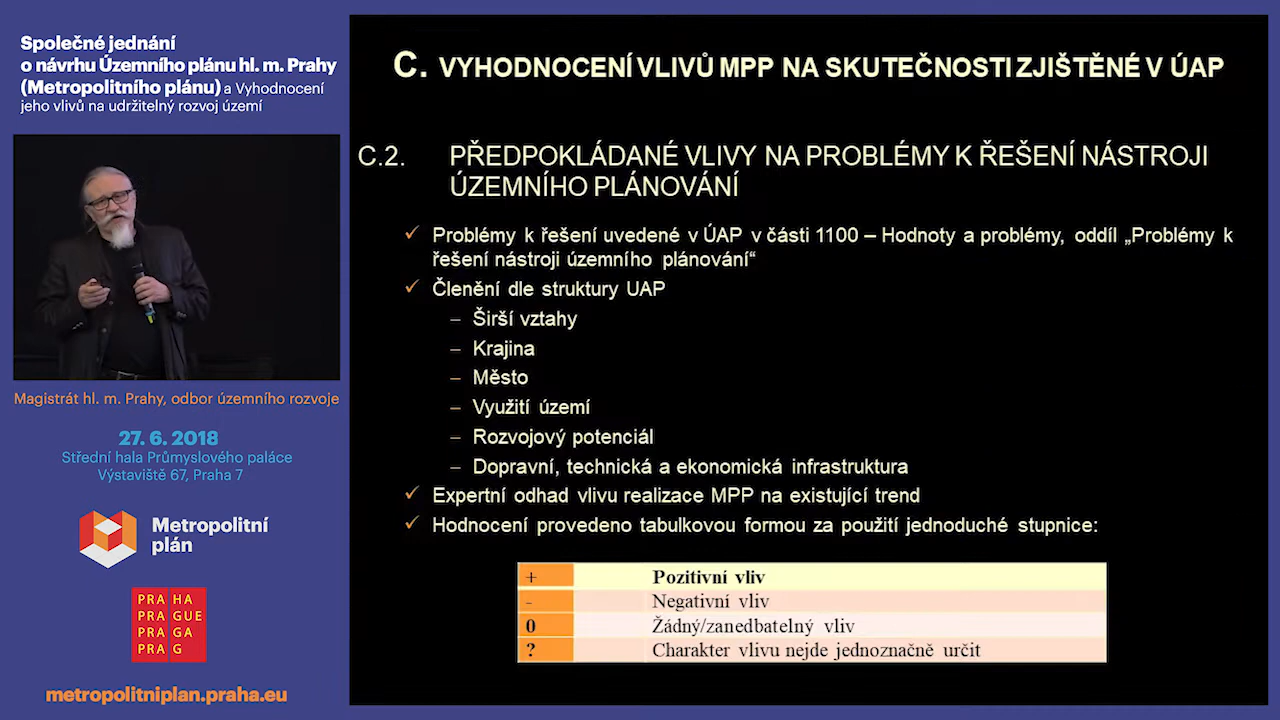 Společné jednání
o návrhu Územního plánu hl. m. Prahy
(Metropolitního plánu) a Vyhodnocení
jeho vlivů na udržitelný rozvoj území
Magistrát hl. m. Prahy, odbor územního rozvoje
27. 6. 2018
Střední hala Průmyslového paláce
Výstaviště 67, Praha 7
Metropolitní
plán
PRA HA
PRA GUE
PRA GA
PRA G
metropolitniplan.praha.eu
C. VYHODNOCENÍ VLIVŮ MPP NA SKUTEČNOSTI ZJIŠTĚNÉ V ÚAP
C.2. PŘEDPOKLÁDANÉ VLIVY NA PROBLÉMY K ŘEŠENÍ NÁSTROJI
ÚZEMNÍHO PLÁNOVÁNÍ
✓ Problémy k řešení uvedené v ÚAP v části 1100 – Hodnoty a problémy, oddíl „Problémy k
řešení nástroji územního plánování“
✓ Členění dle struktury UAP
– Širší vztahy
– Krajina
– Město
– Využití území
– Rozvojový potenciál
– Dopravní, technická a ekonomická infrastruktura
✓ Expertní odhad vlivu realizace MPP na existující trend
✓ Hodnocení provedeno tabulkovou formou za použití jednoduché stupnice:
+ Pozitivní vliv
- Negativní vliv
0 Žádný/zanedbatelný vliv
? Charakter vlivu nejde jednoznačně určit